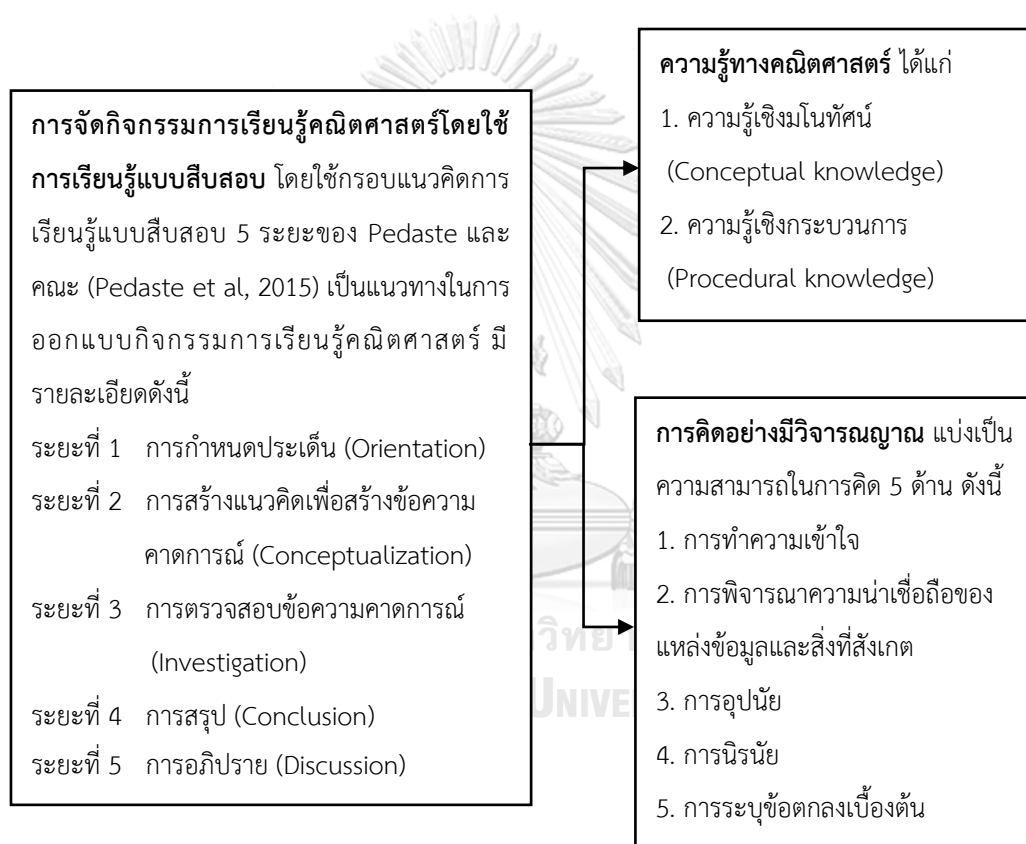 การจัดกิจกรรมการเรียนรู้คณิตศาสตร์โดยใช้
การเรียนรู้แบบสืบสอบ โดยใช้กรอบแนวคิดการ
เรียนรู้แบบสืบสอบ 5 ระยะของ Pedaste และ
คณะ (Pedaste et al, 2015) เป็นแนวทางในการ
ออกแบบกิจกรรมการเรียนรู้คณิตศาสตร์ มี
รายละเอียดดังนี้
ระยะที่ 1 การกำหนดประเด็น (Orientation)
ระยะที่ 2 การสร้างแนวคิดเพื่อสร้างข้อความ
คาดการณ์ (Conceptualization)
ระยะที่ 3 การตรวจสอบข้อความคาดการณ์
(Investigation)
ระยะที่ 4 การสรุป (Conclusion)
ระยะที่ 5 การอภิปราย (Discussion)
ความรู้ทางคณิตศาสตร์ ได้แก่
1. ความรู้เชิงมโนทัศน์
(Conceptual knowledge)
2. ความรู้เชิงกระบวนการ
(Procedural knowledge)
การคิดอย่างมีวิจารณญาณ แบ่งเป็น
ความสามารถในการคิด 5 ด้าน ดังนี้
1. การทำความเข้าใจ
2. การพิจารณาความน่าเชื่อถือของ
แหล่งข้อมูลและสิ่งที่สังเกต
3. การอุปนัย
4. การนิรนัย
5. การระบุข้อตกลงเบื้องต้น